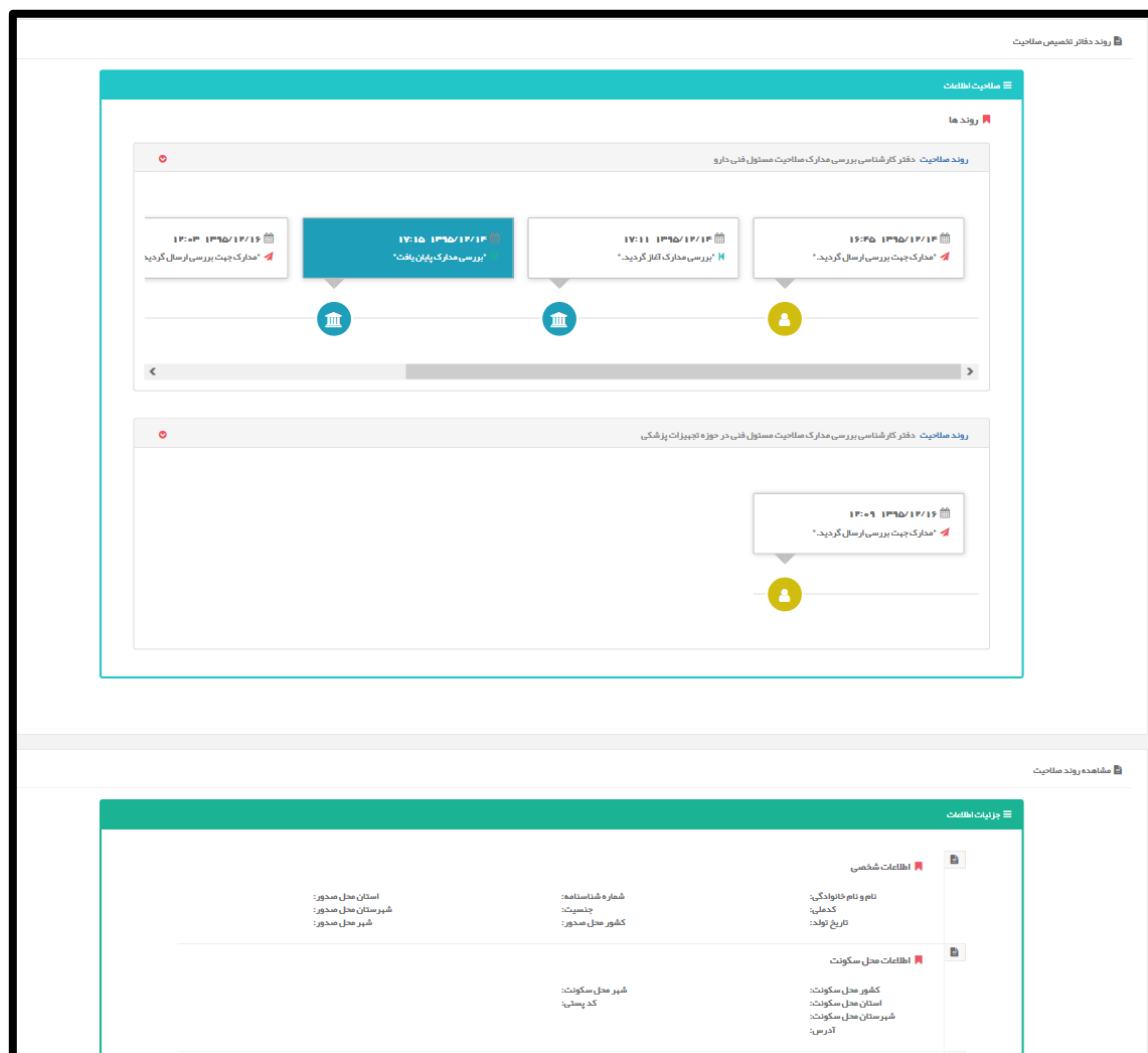 روند دفاتر تخصیص صلاحیت
صلاحیت اطلاعات
روند ها
روند صلاحیت دفتر کارشناسی بررسی مدارک صلاحیت مسئول فنی دارو
۱۳۹۵/۱۲/۱۴ ۱۶:۴۵
"مدارک جهت بررسی ارسال گردید."
۱۳۹۵/۱۲/۱۴ ۱۷:۱۱
"بررسی مدارک آغاز گردید."
۱۳۹۵/۱۲/۱۴ ۱۷:۱۵
"بررسی مدارک پایان یافت"
۱۳۹۵/۱۲/۱۶ ۱۲:۰۳
"مدارک جهت بررسی ارسال گردید
روند صلاحیت دفتر کارشناسی بررسی مدارک صلاحیت مسئول فنی در حوزه تجهیزات پزشکی
۱۳۹۵/۱۲/۱۶ ۱۲:۰۹
"مدارک جهت بررسی ارسال گردید."
مشاهده روند صلاحیت
جزئیات اطلاعات
اطلاعات شخصی
نام و نام خانوادگی: شماره شناسنامه: استان محل صدور:
کدملی: جنسیت: شهرستان محل صدور:
تاریخ تولد: کشور محل صدور: شهر محل صدور:
اطلاعات محل سکونت
کشور محل سکونت: شهر محل سکونت:
استان محل سکونت: کد پستی:
شهرستان محل سکونت:
آدرس: